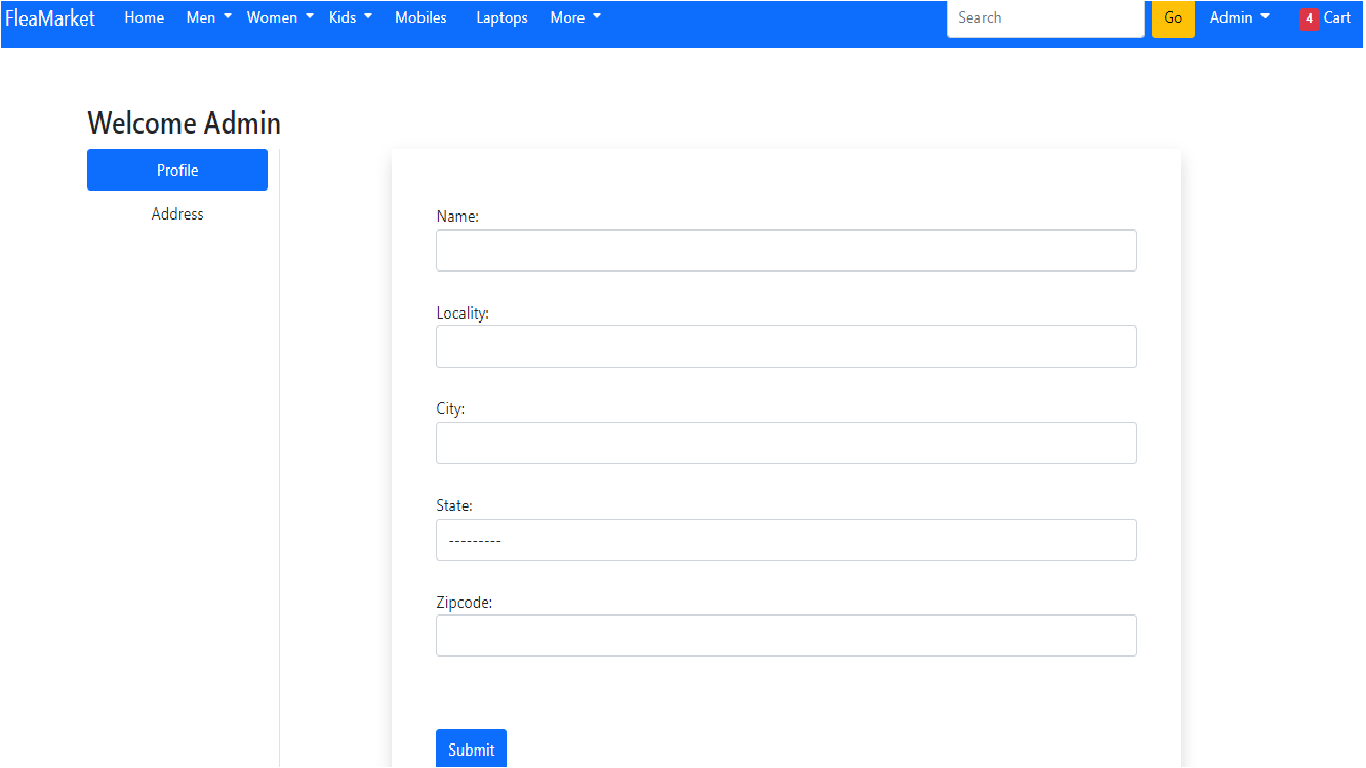 FleaMarket Home Men Women Kids Mobiles Laptops More Search Go Admin 4 Cart
Welcome Admin
Profile
Address
Name:
Locality:
City:
State:
---------
Zipcode:
Submit